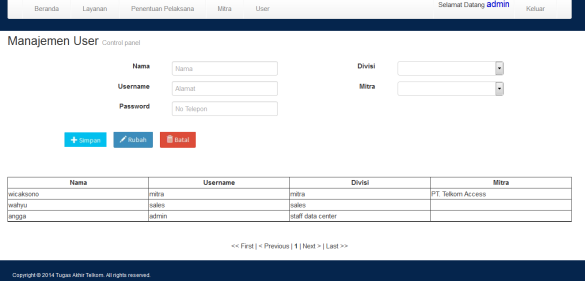 Beranda Layanan Penentuan Pelaksana Mitra User Selamat Datang admin Keluar
Manajemen User Control panel
Nama Nama Divisi
Username Alamat Mitra
Password No Telepon
Simpan Rubah Batal
Nama Username Divisi Mitra
wicaksono mitra mitra PT. Telkom Access
wahyu sales sales
angga admin staff data center
<< First | < Previous | 1 | Next > | Last >>
Copyright © 2014 Tugas Akhir Telkom. All rights reserved.